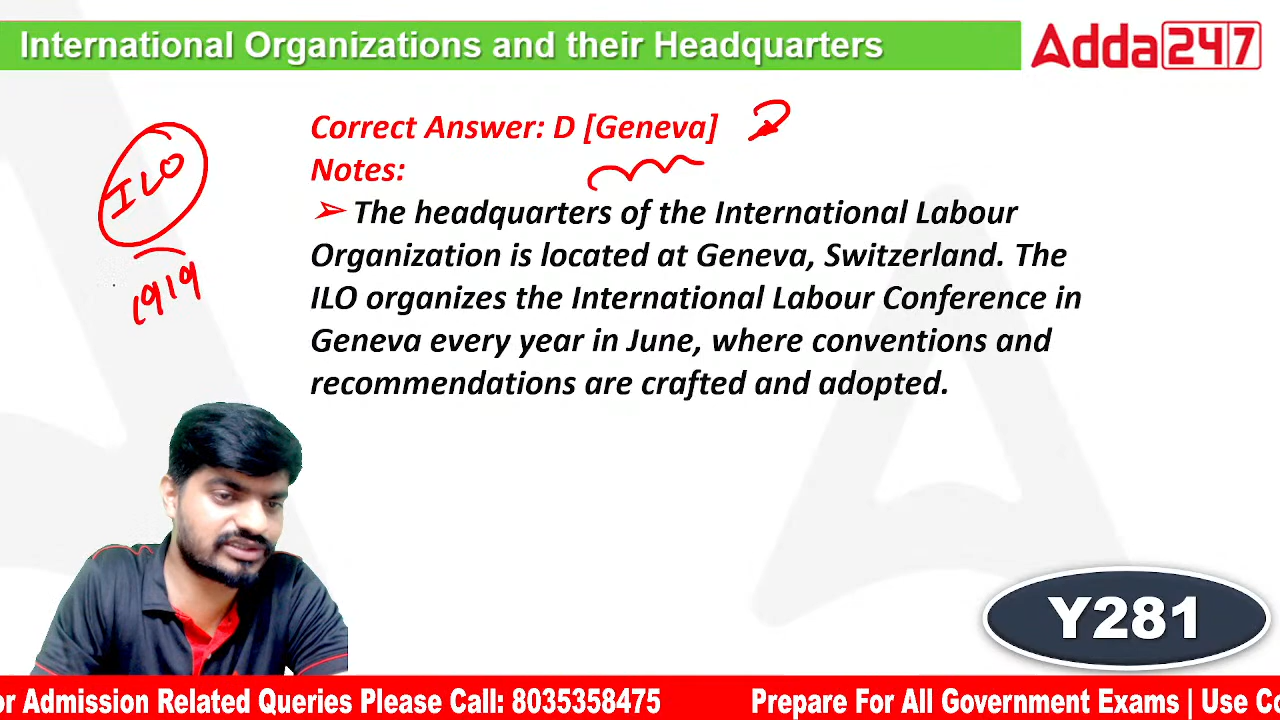 International Organizations and their Headquarters
Adda247
Correct Answer: D [Geneva]
Notes:
➢ The headquarters of the International Labour
Organization is located at Geneva, Switzerland. The
ILO organizes the International Labour Conference in
Geneva every year in June, where conventions and
recommendations are crafted and adopted.
ILO
1919
Y281
or Admission Related Queries Please Call: 8035358475
Prepare For All Government Exams | Use Co